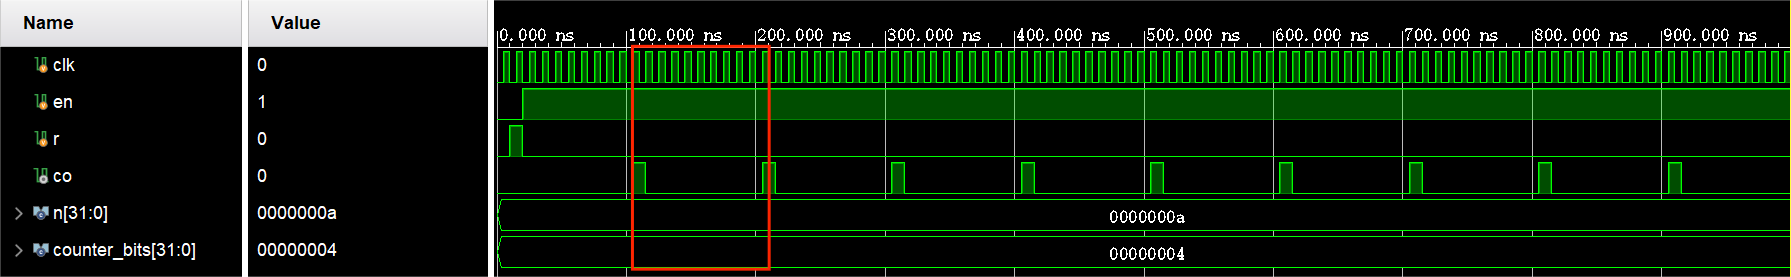 Name Value
0.000 ns 100.000 ns 200.000 ns 300.000 ns 400.000 ns 500.000 ns 600.000 ns 700.000 ns 800.000 ns 900.000 ns
clk 0
en 1
r 0
co 0
n[31:0] 0000000a 0000000a
counter_bits[31:0] 00000004 00000004